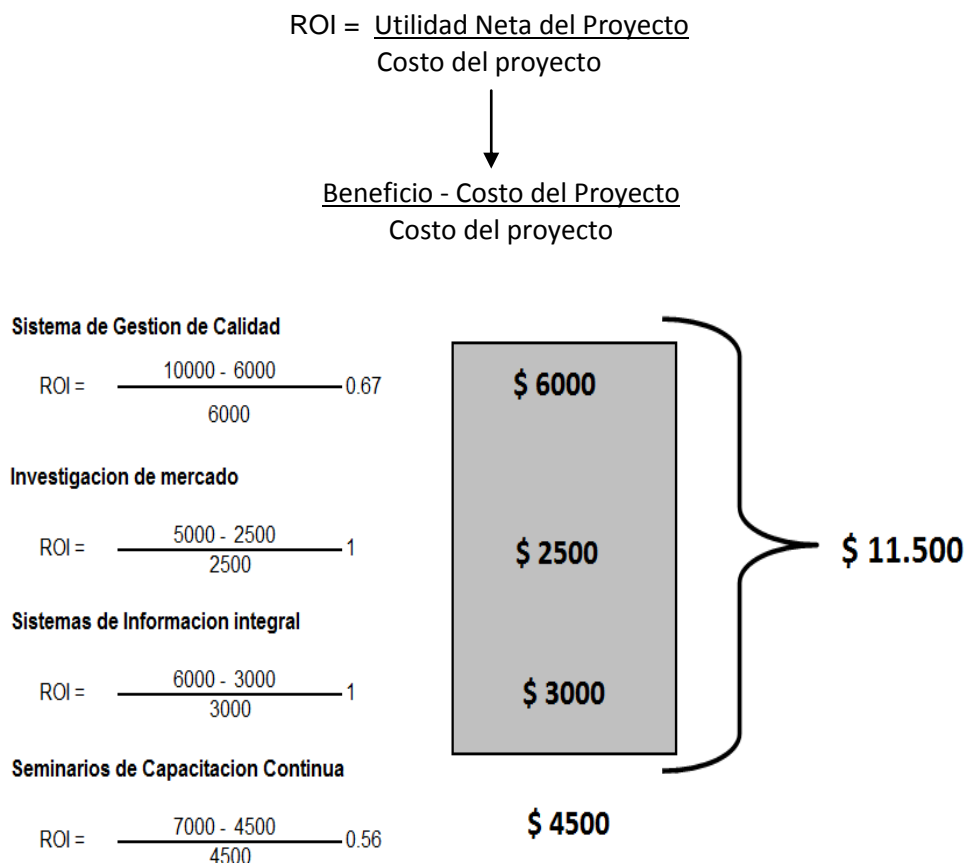 ROI = Utilidad Neta del Proyecto
Costo del proyecto
Beneficio - Costo del Proyecto
Costo del proyecto
Sistema de Gestion de Calidad
ROI = 10000 - 6000 0.67
6000
$ 6000
Investigacion de mercado
ROI = 5000 - 2500 1
2500
$ 2500
$ 11.500
Sistemas de Informacion integral
ROI = 6000 - 3000 1
3000
$ 3000
Seminarios de Capacitacion Continua
ROI = 7000 - 4500 0.56
4500
$ 4500